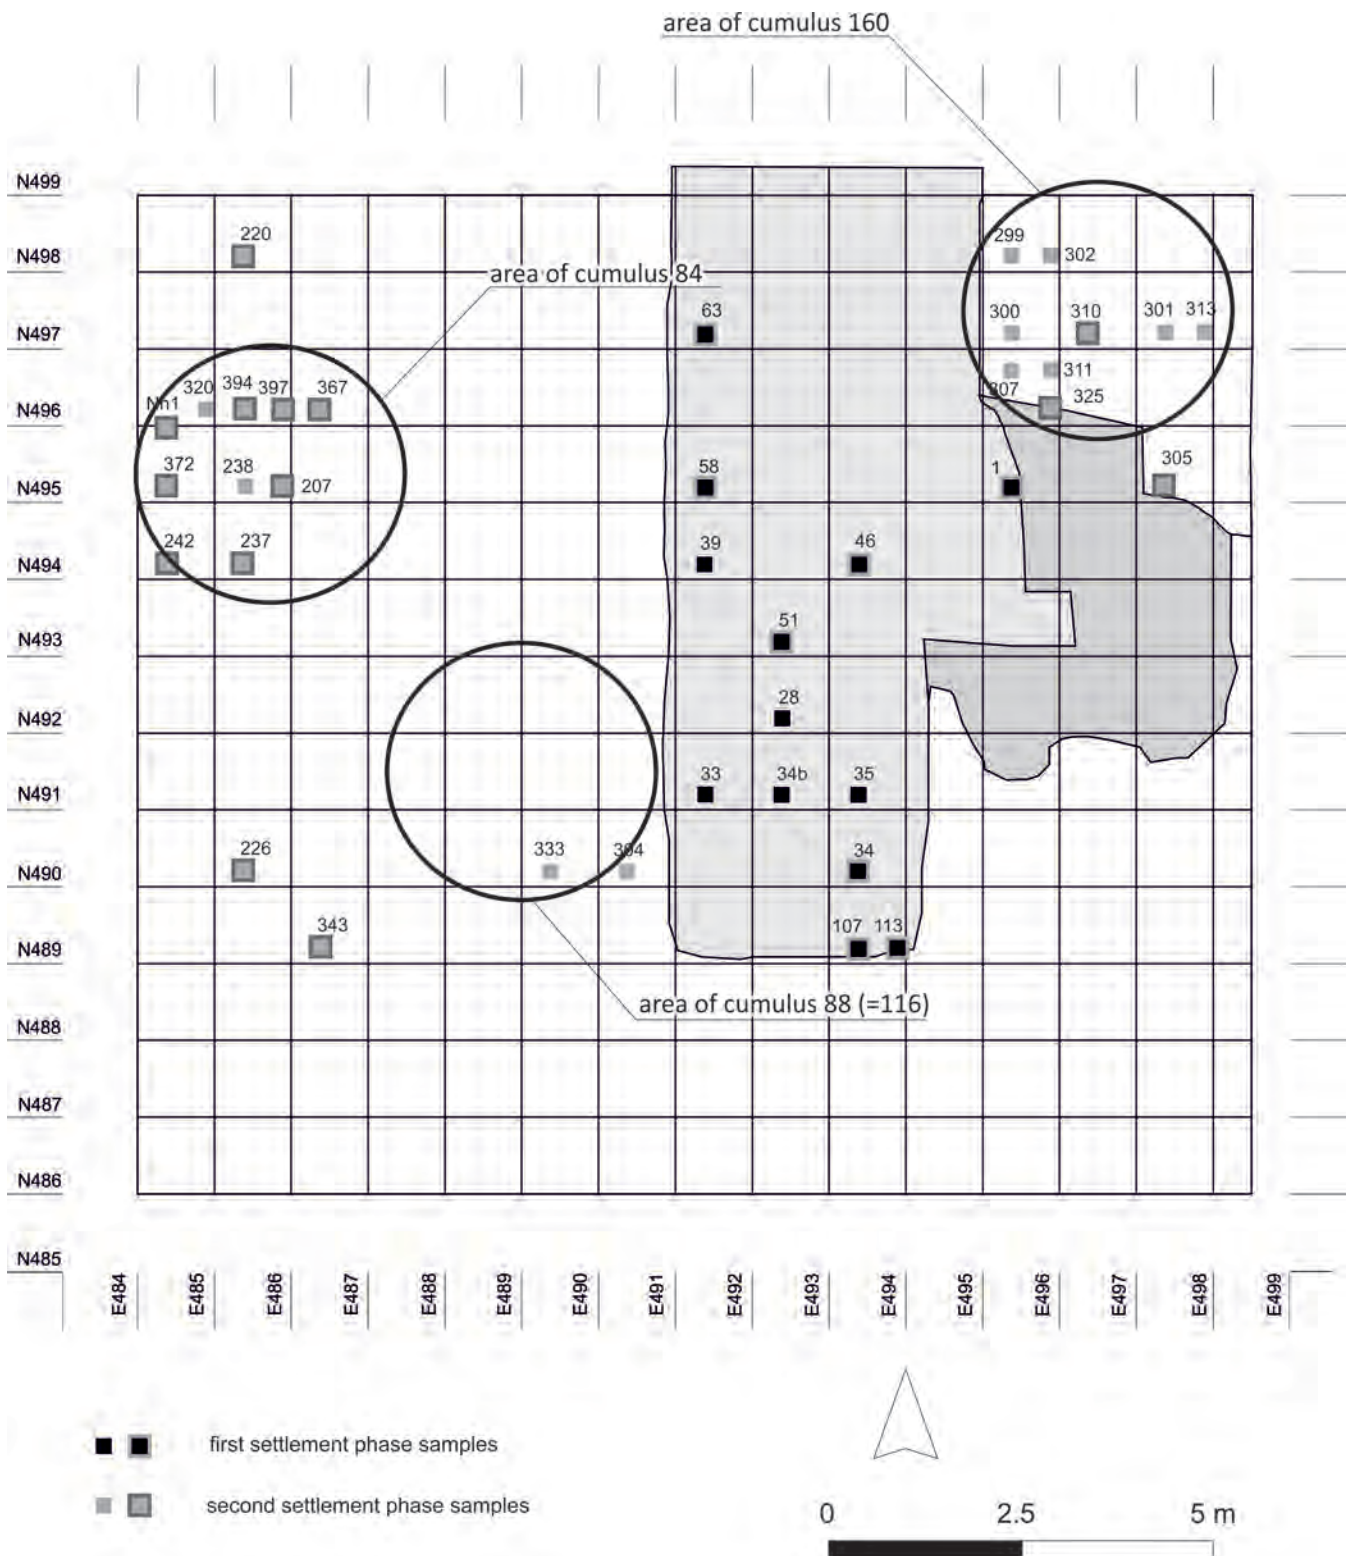 area of cumulus 160
N499
220
299
302
N498
area of cumulus 84
63
300
310
301
313
N497
320
394
397
367
311
Nh1
307
325
N496
372
238
207
58
1
305
N495
242
237
39
46
N494
51
N493
28
N492
33
34b
35
N491
226
333
304
34
N490
343
107
113
N489
area of cumulus 88 (=116)
N488
N487
N486
N485
E484
E485
E486
E487
E488
E489
E490
E491
E492
E493
E494
E495
E496
E497
E498
E499
first settlement phase samples
second settlement phase samples
0
2.5
5 m